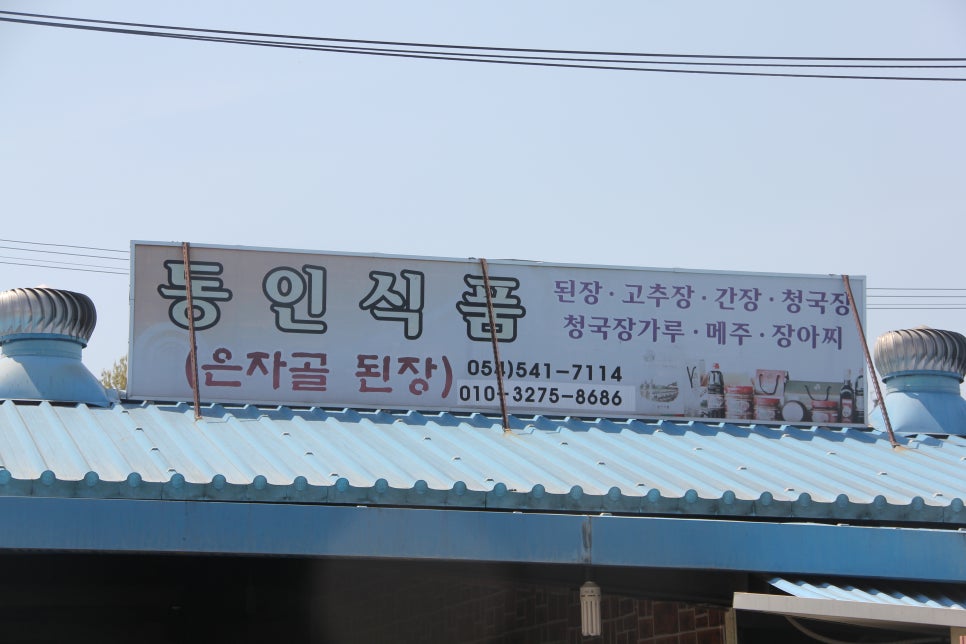 통인식품
(은자골 된장)
된장·고추장·간장·청국장
청국장가루·메주·장아찌
054)541-7114
010-3275-8686